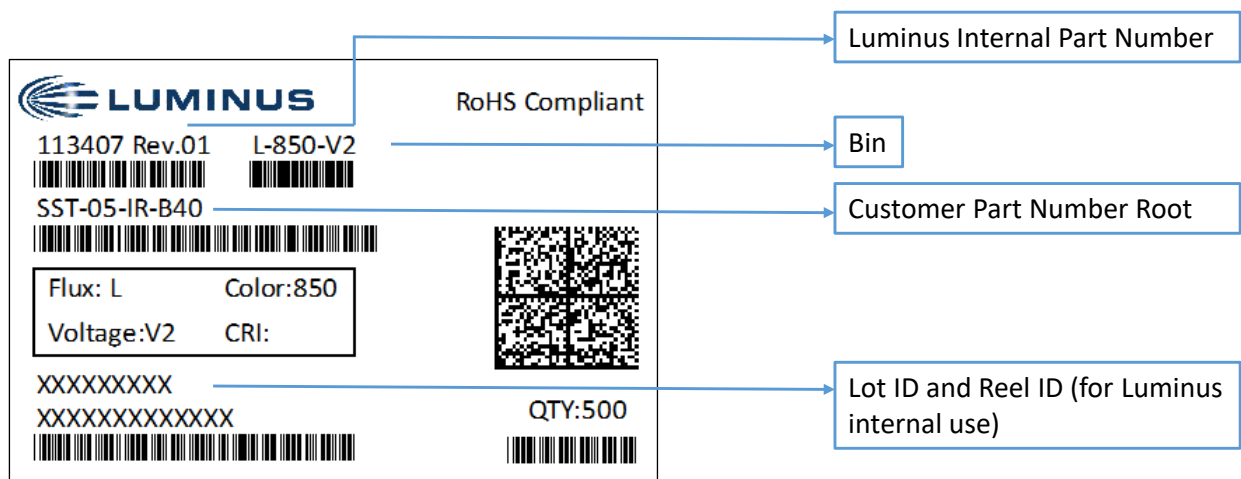 Luminus Internal Part Number
LUMINUS
RoHS Compliant
113407 Rev.01 L-850-V2
Bin
SST-05-IR-B40
Customer Part Number Root
Flux: L Color:850
Voltage:V2 CRI:
XXXXXXXXX
XXXXXXXXXXXXX
Lot ID and Reel ID (for Luminus
internal use)
QTY:500